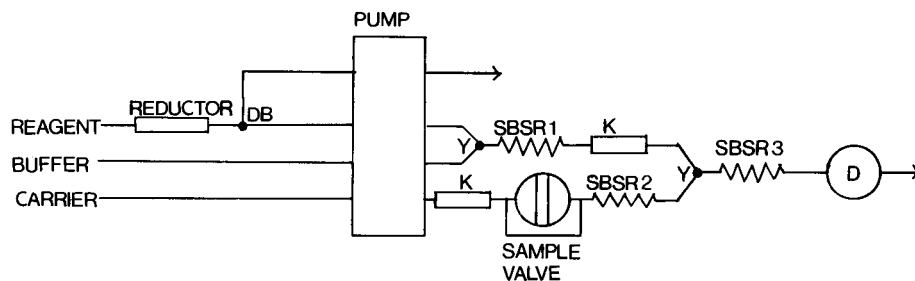 PUMP
REDUCTOR
DB
REAGENT
SBSR1
K
Y
SBSR3
BUFFER
Y
D
K
SBSR2
CARRIER
SAMPLE
VALVE